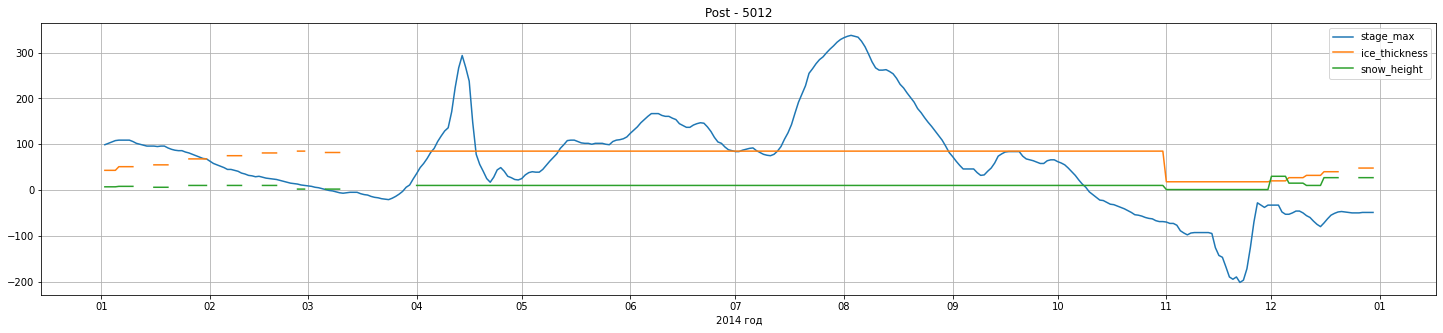 Post - 5012
stage_max
ice_thickness
snow_height
300
200
100
0
−100
−200
01 02 03 04 05 06 07 08 09 10 11 12 01
2014 год